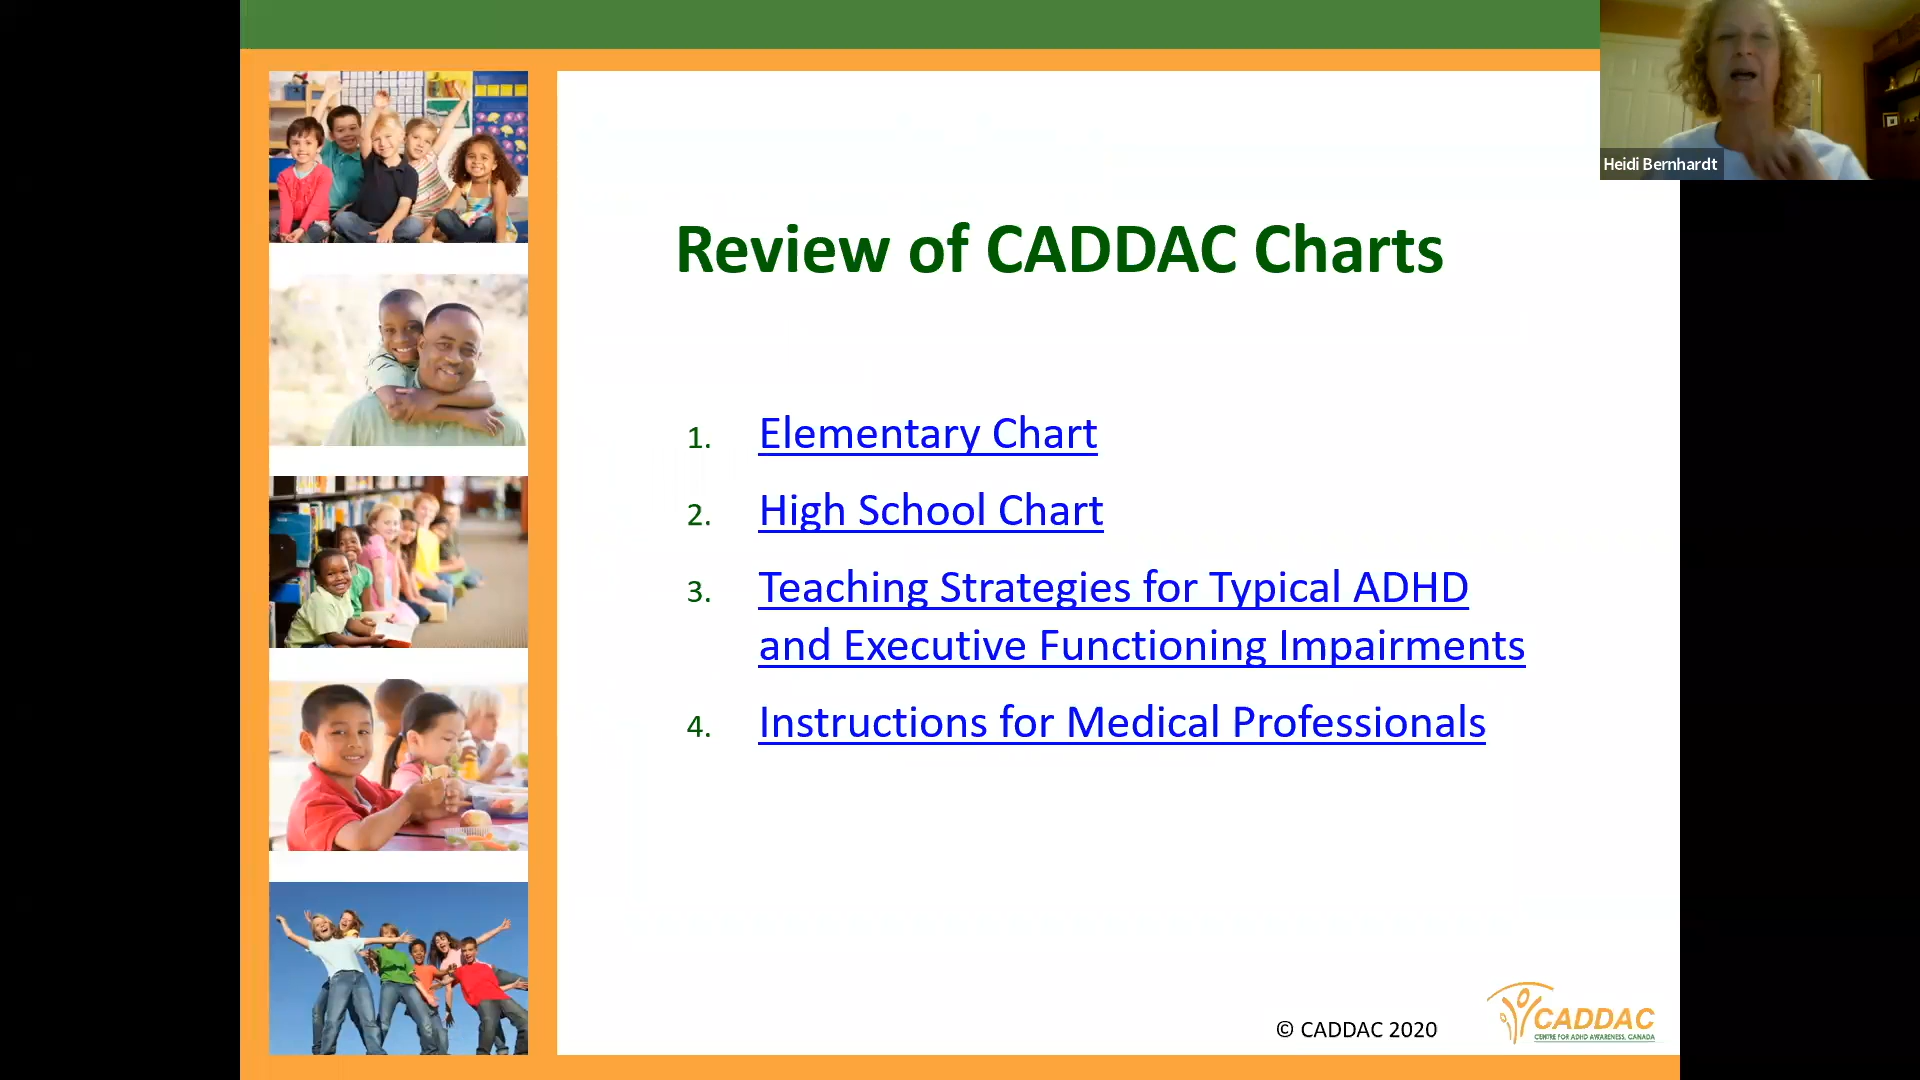 Heidi Bernhardt
Review of CADDAC Charts
1. Elementary Chart
2. High School Chart
3. Teaching Strategies for Typical ADHD
and Executive Functioning Impairments
4. Instructions for Medical Professionals
© CADDAC 2020
CADDAC
CENTRE FOR ADHD AWARENESS, CANADA